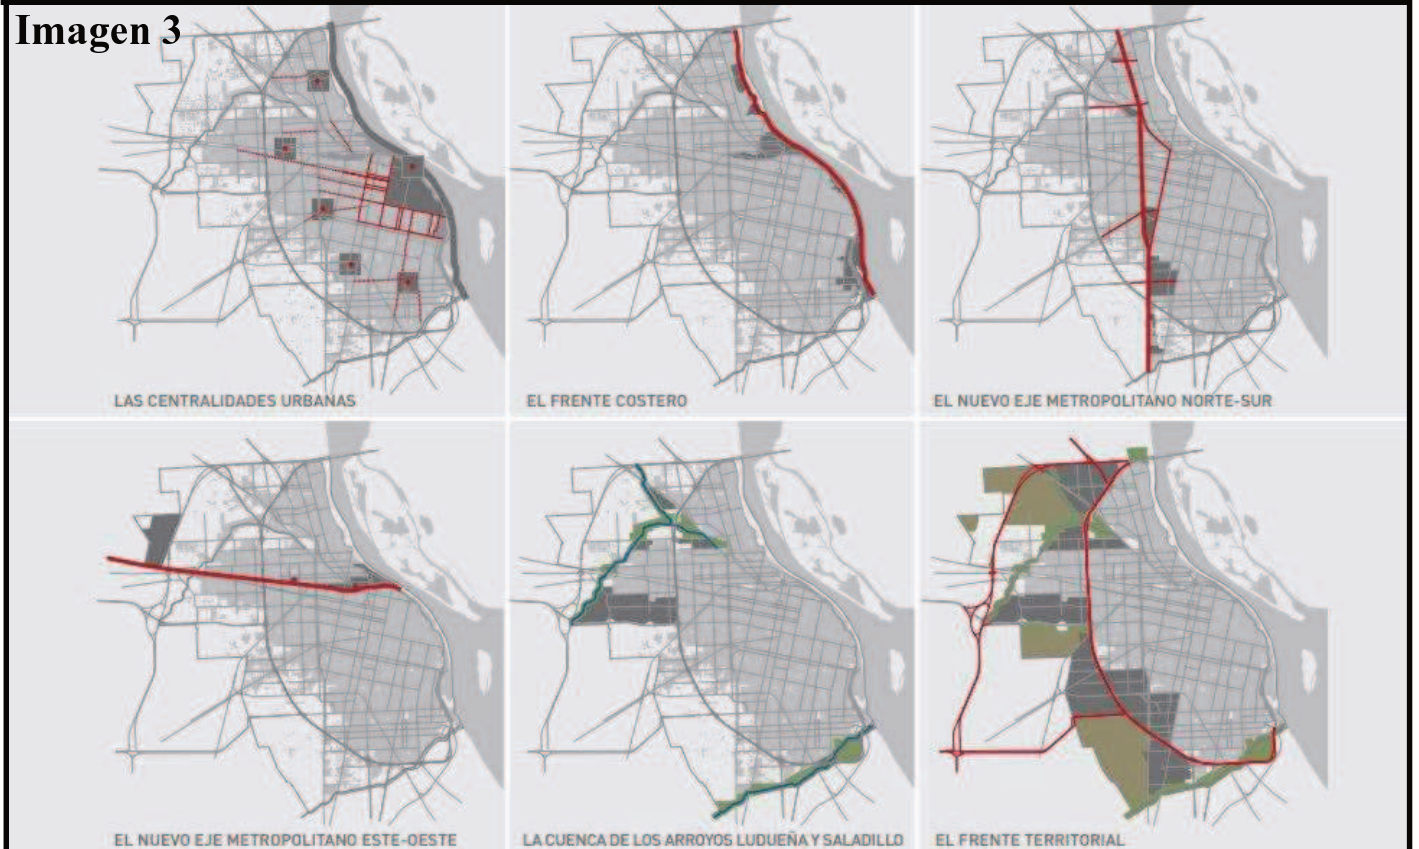 Imagen 3
LAS CENTRALIDADES URBANAS
EL FRENTE COSTERO
EL NUEVO EJE METROPOLITANO NORTE-SUR
EL NUEVO EJE METROPOLITANO ESTE-OESTE
LA CUENCA DE LOS ARROYOS LUDUEÑA Y SALADILLO
EL FRENTE TERRITORIAL